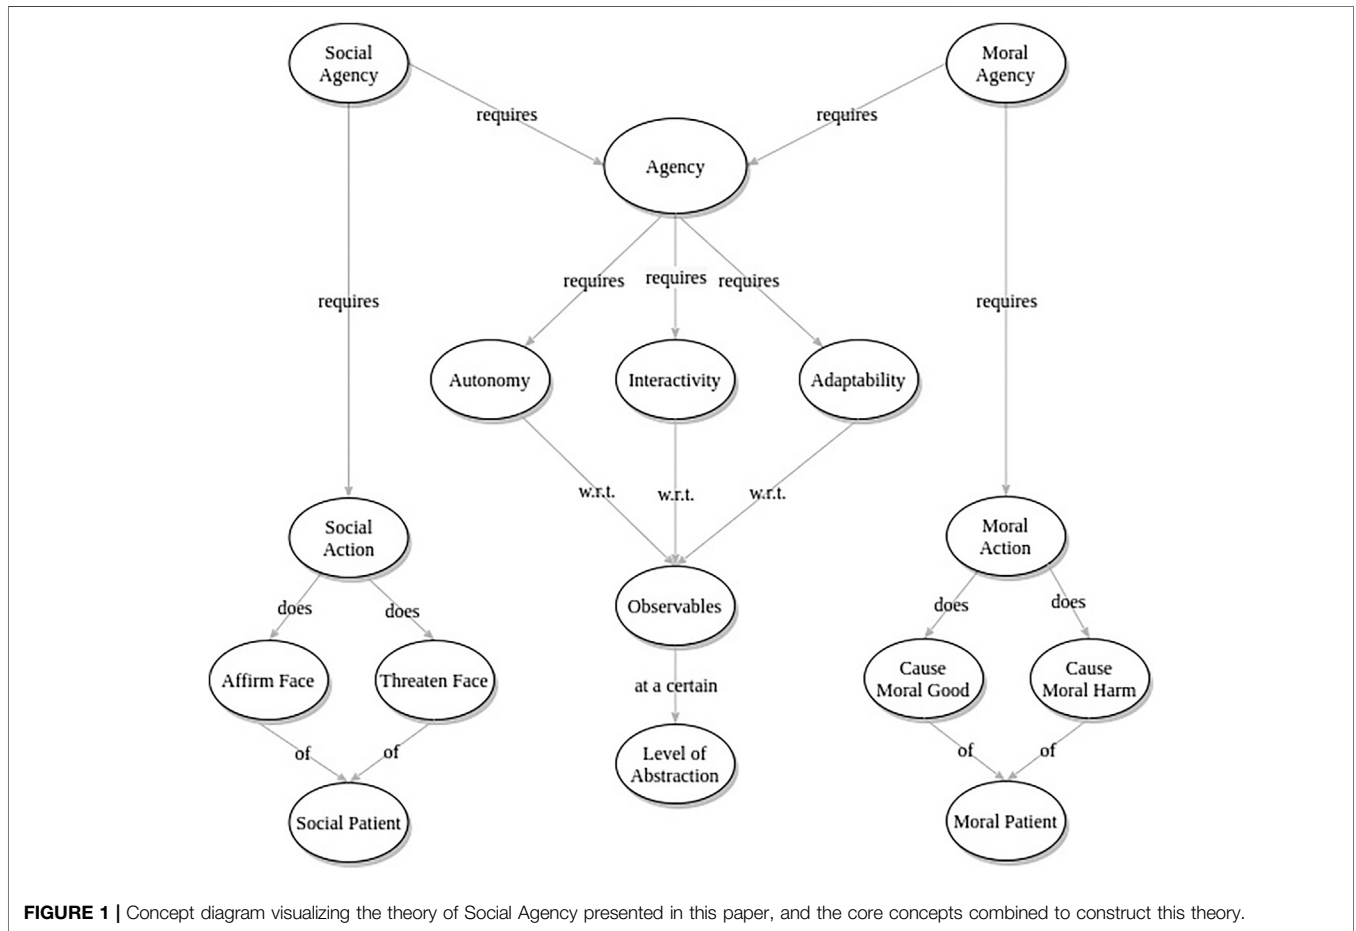 Social
Agency
Moral
Agency
requires
requires
Agency
requires
requires
requires
requires
requires
Autonomy
Interactivity
Adaptability
w.r.t.
w.r.t.
w.r.t.
Social
Action
Moral
Action
does
does
Observables
does
does
Affirm Face
Threaten Face
at a certain
Cause
Moral Good
Cause
Moral Harm
of
of
Level of
Abstraction
of
of
Social Patient
Moral Patient
FIGURE 1 | Concept diagram visualizing the theory of Social Agency presented in this paper, and the core concepts combined to construct this theory.